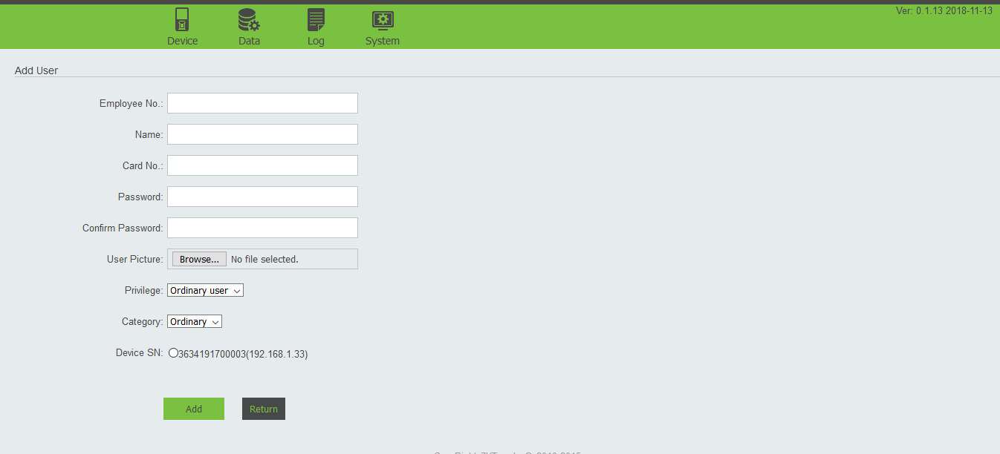 Ver: 0.1.13 2018-11-13
Device Data Log System
Add User
Employee No.:
Name:
Card No.:
Password:
Confirm Password:
User Picture: Browse... No file selected.
Privilege: Ordinary user
Category: Ordinary
Device SN: 3634191700003(192.168.1.33)
Add Return